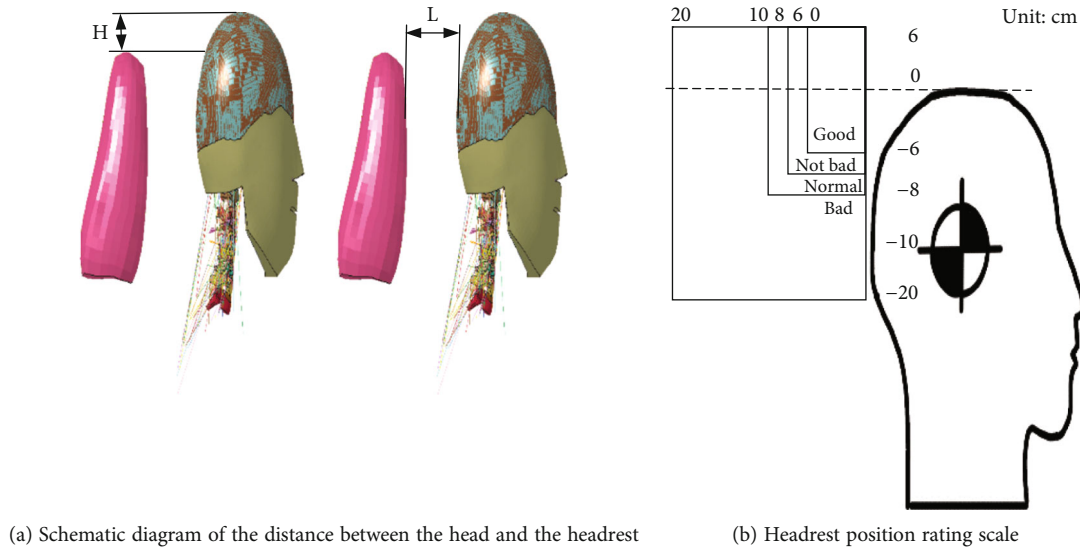 H
L
20 10 8 6 0
Unit: cm
6
0
Good
−6
Not bad
Normal
−8
Bad
−10
−20
(a) Schematic diagram of the distance between the head and the headrest
(b) Headrest position rating scale